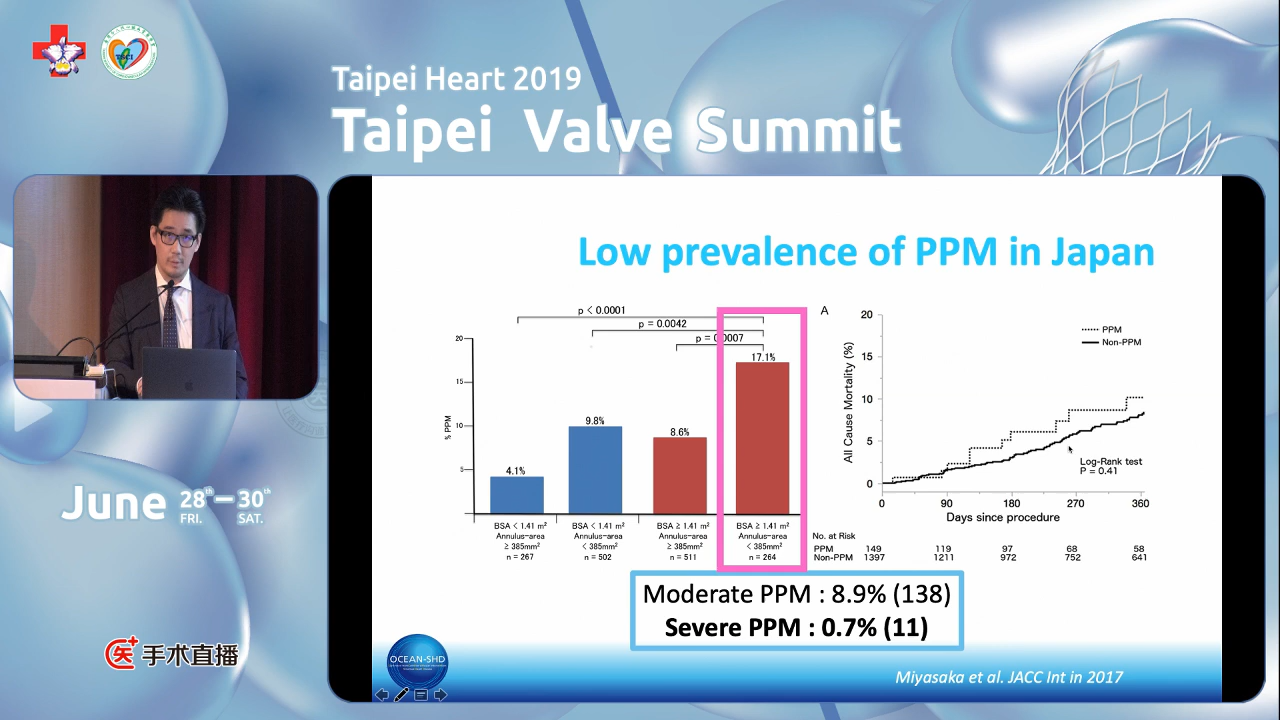 Taipei Heart 2019
Taipei Valve Summit
TSCI
June 28th – 30th
FRI. SAT.
手术直播
Low prevalence of PPM in Japan
p < 0.0001
p = 0.0042
p = 0.0007
20
15
10
5
% PPM
4.1%
9.8%
8.6%
17.1%
BSA < 1.41 m²
Annulus-area
≥ 385mm²
n = 267
BSA < 1.41 m²
Annulus-area
< 385mm²
n = 502
BSA ≥ 1.41 m²
Annulus-area
≥ 385mm²
n = 511
BSA ≥ 1.41 m²
Annulus-area
< 385mm²
n = 264
A
20
15
10
5
0
All Cause Mortality (%)
PPM
Non-PPM
Log-Rank test
P = 0.41
0 90 180 270 360
Days since procedure
No. at Risk
PPM 149 119 97 68 58
Non-PPM 1397 1211 972 752 641
Moderate PPM : 8.9% (138)
Severe PPM : 0.7% (11)
OCEAN-SHD
Miyasaka et al. JACC Int in 2017